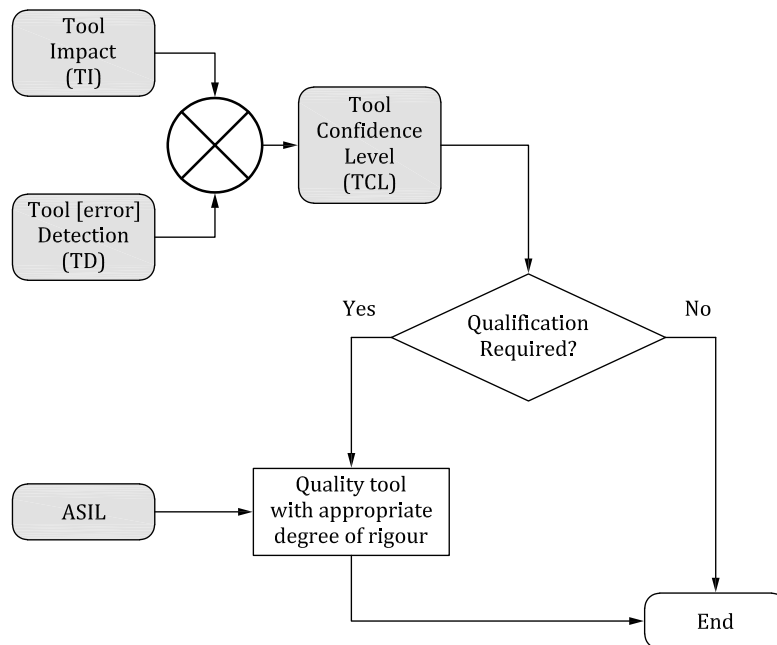 Tool
Impact
(TI)
Tool
Confidence
Level
(TCL)
Tool [error]
Detection
(TD)
Yes
No
Qualification
Required?
ASIL
Quality tool
with appropriate
degree of rigour
End